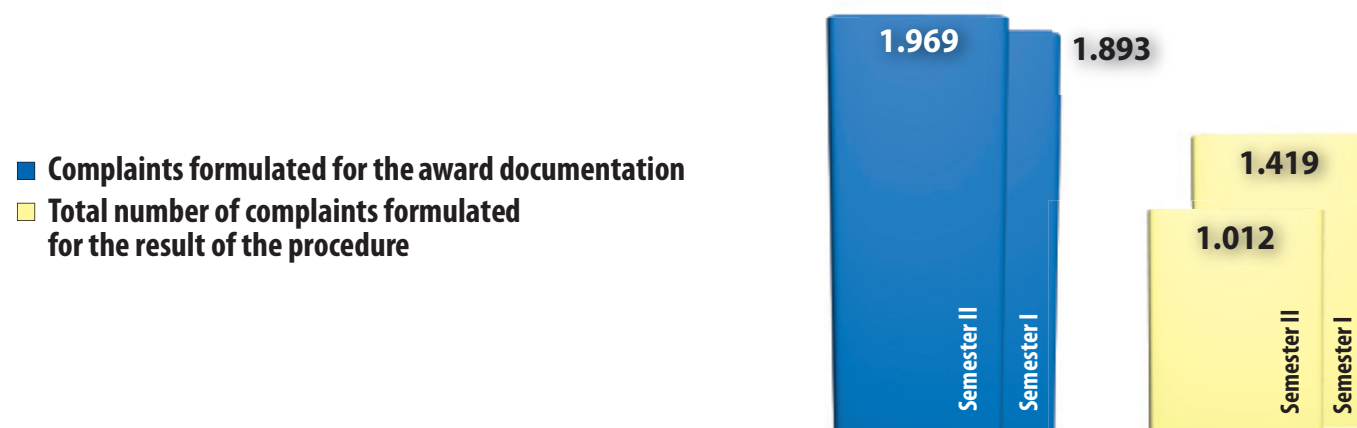 Complaints formulated for the award documentation
Total number of complaints formulated
for the result of the procedure
1.969
1.893
Semester II
Semester I
1.419
1.012
Semester II
Semester I